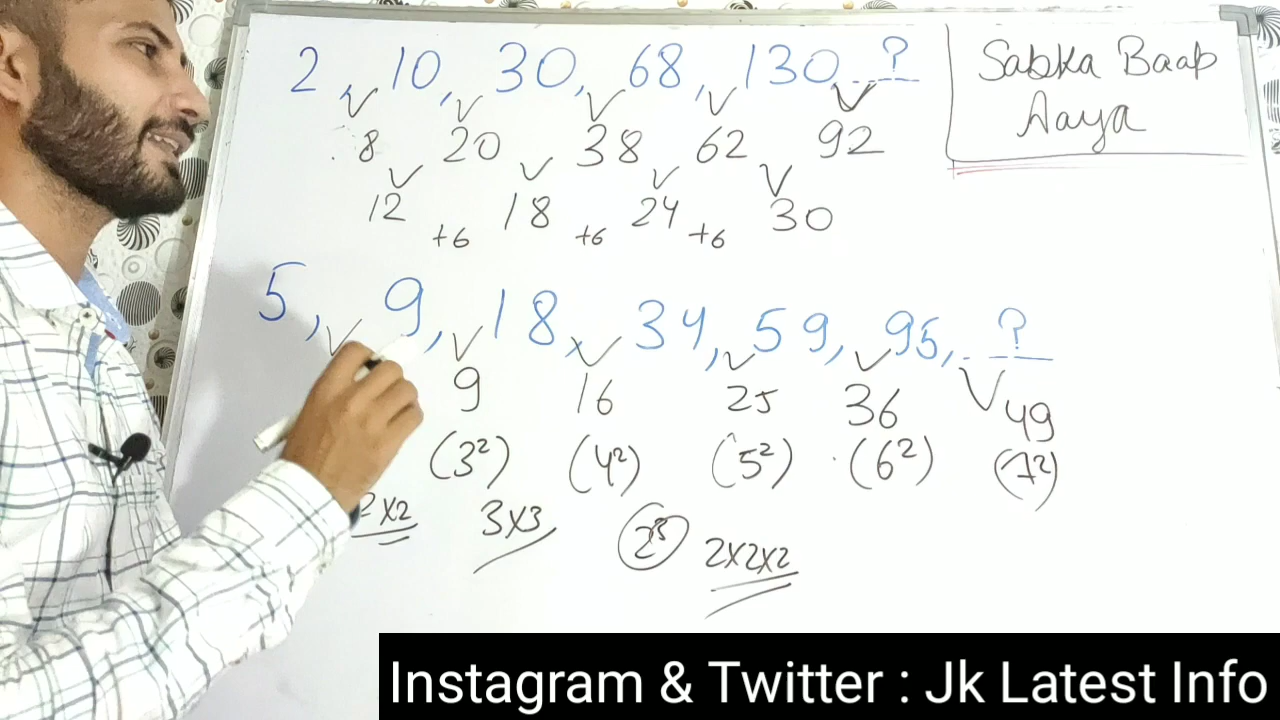 2, 10, 30, 68, 130, ?
8 20 38 62 92
12 18 24 30
+6 +6 +6
Sabka Baap
Aaya
5, 9, 18, 34, 59, 95, ?
9 16 25 36 49
(3²) (4²) (5²) (6²) (7²)
2x2 3x3 2³ 2x2x2
Instagram & Twitter : Jk Latest Info